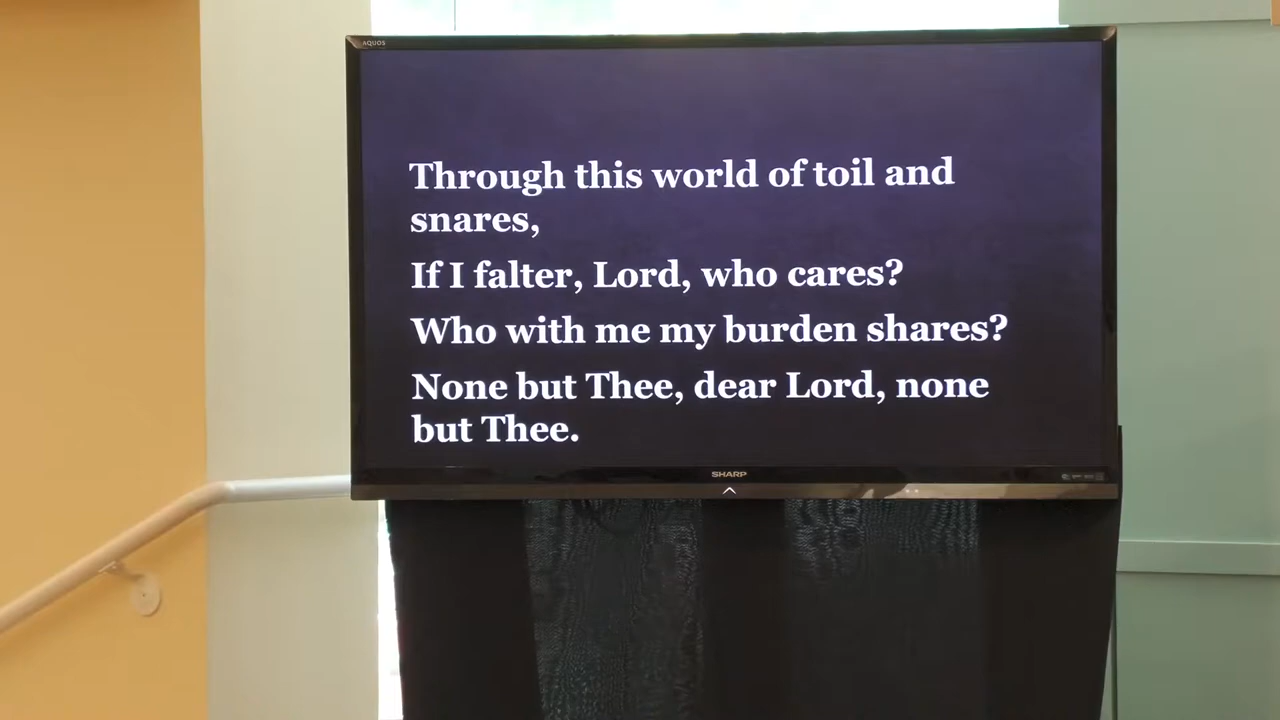 AQUOS
Through this world of toil and
snares,
If I falter, Lord, who cares?
Who with me my burden shares?
None but Thee, dear Lord, none
but Thee.
SHARP